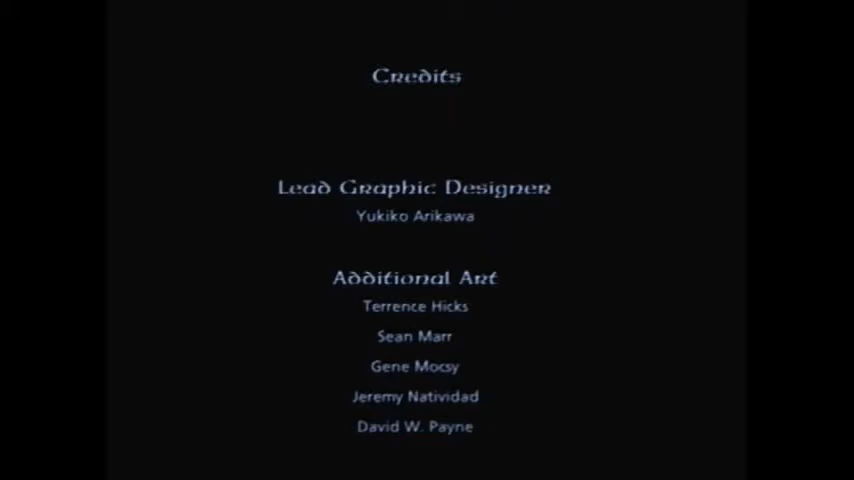 Credits
Lead Graphic Designer
Yukiko Arikawa
Additional Art
Terrence Hicks
Sean Marr
Gene Mocsy
Jeremy Natividad
David W. Payne